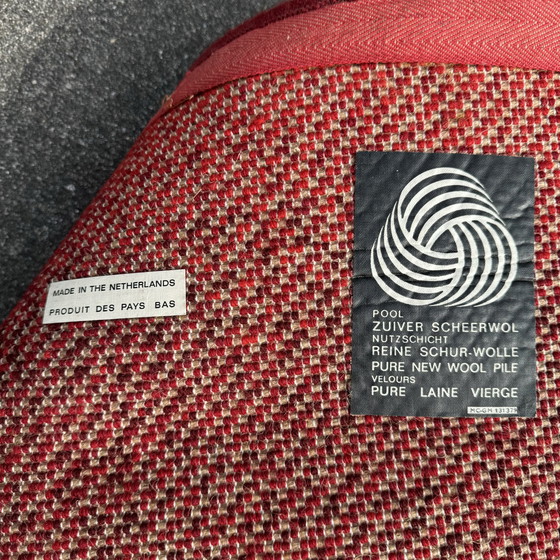 MADE IN THE NETHERLANDS
PRODUIT DES PAYS BAS
POOL
ZUIVER SCHEERWOL
NUTZSCHICHT
REINE SCHUR-WOLLE
PURE NEW WOOL PILE
VELOURS
PURE LAINE VIERGE